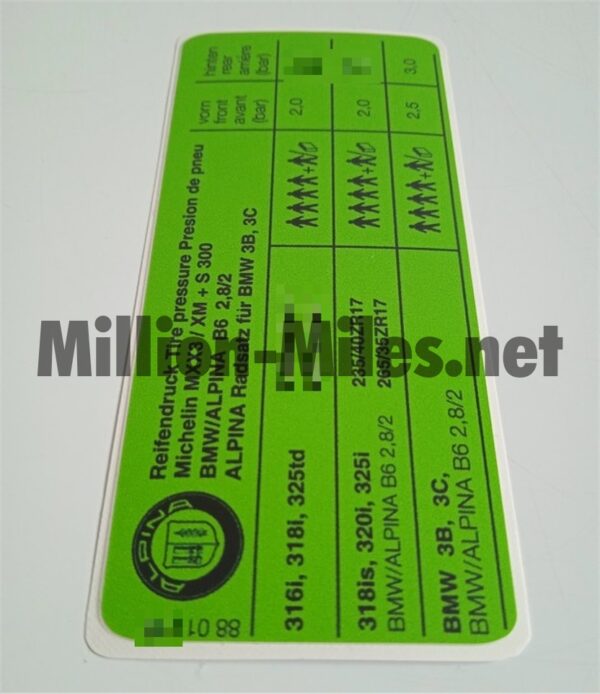 Reifendruck Tire pressure Presion de pneu
Michelin MXX3 / XM + S 300
BMW/ALPINA B6 2,8/2
ALPINA Radsatz für BMW 3B, 3C
vorn front avant (bar)
hinten rear arrière (bar)
ALPINA
316i, 318i, 325td
2.0
318is, 320i, 325i
BMW/ALPINA B6 2,8/2
235/40ZR17
265/35ZR17
2.0
BMW 3B, 3C,
BMW/ALPINA B6 2,8/2
2,5
3.0
88 01
Million-Miles.net